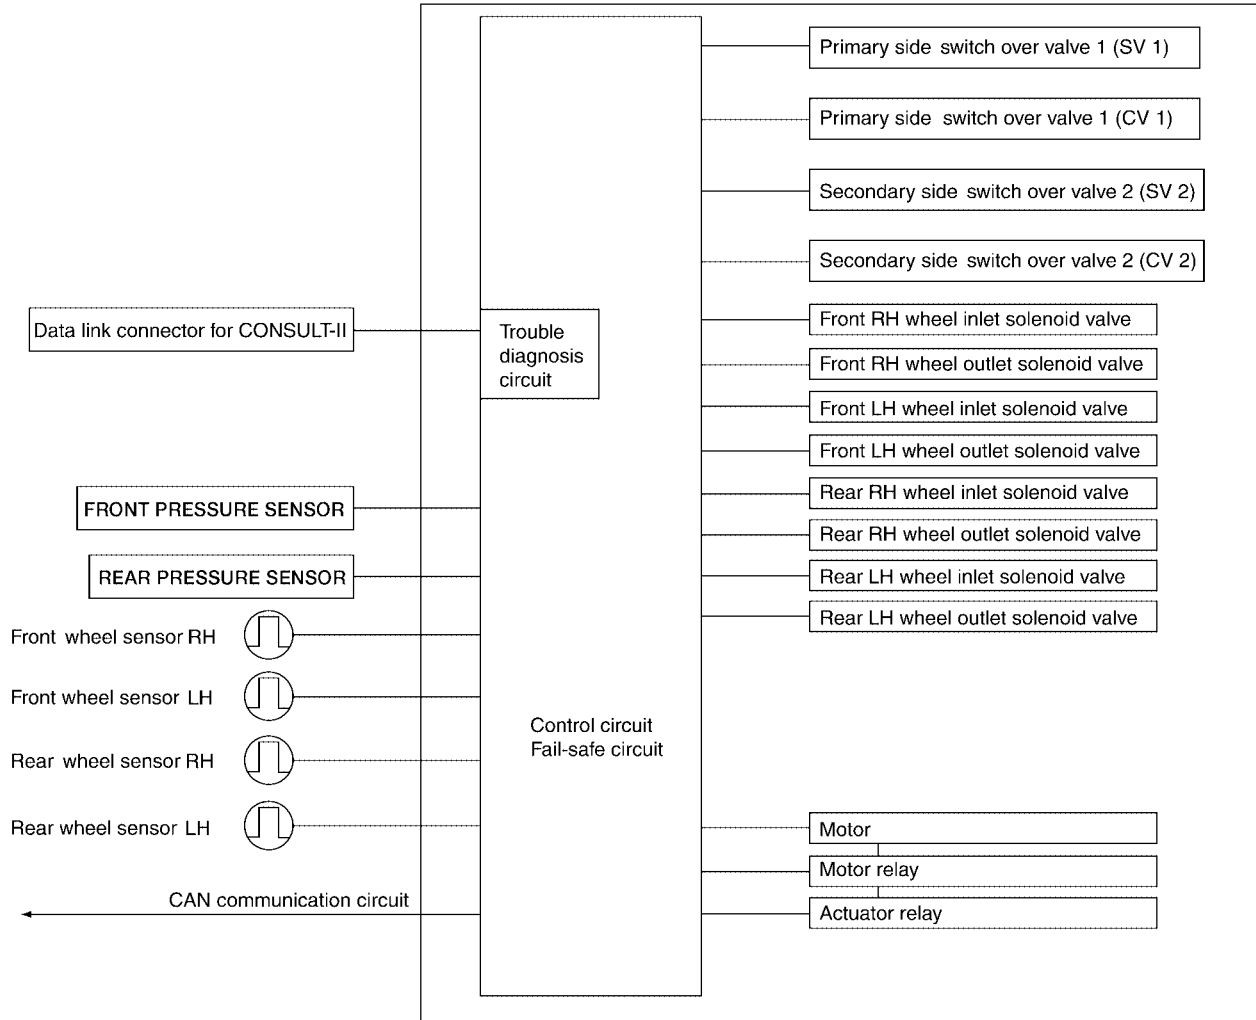 Primary side switch over valve 1 (SV 1)
Primary side switch over valve 1 (CV 1)
Secondary side switch over valve 2 (SV 2)
Secondary side switch over valve 2 (CV 2)
Data link connector for CONSULT-II
Trouble
diagnosis
circuit
Front RH wheel inlet solenoid valve
Front RH wheel outlet solenoid valve
Front LH wheel inlet solenoid valve
Front LH wheel outlet solenoid valve
Rear RH wheel inlet solenoid valve
Rear RH wheel outlet solenoid valve
Rear LH wheel inlet solenoid valve
Rear LH wheel outlet solenoid valve
FRONT PRESSURE SENSOR
REAR PRESSURE SENSOR
Front wheel sensor RH
Front wheel sensor LH
Rear wheel sensor RH
Rear wheel sensor LH
Control circuit
Fail-safe circuit
Motor
Motor relay
Actuator relay
CAN communication circuit